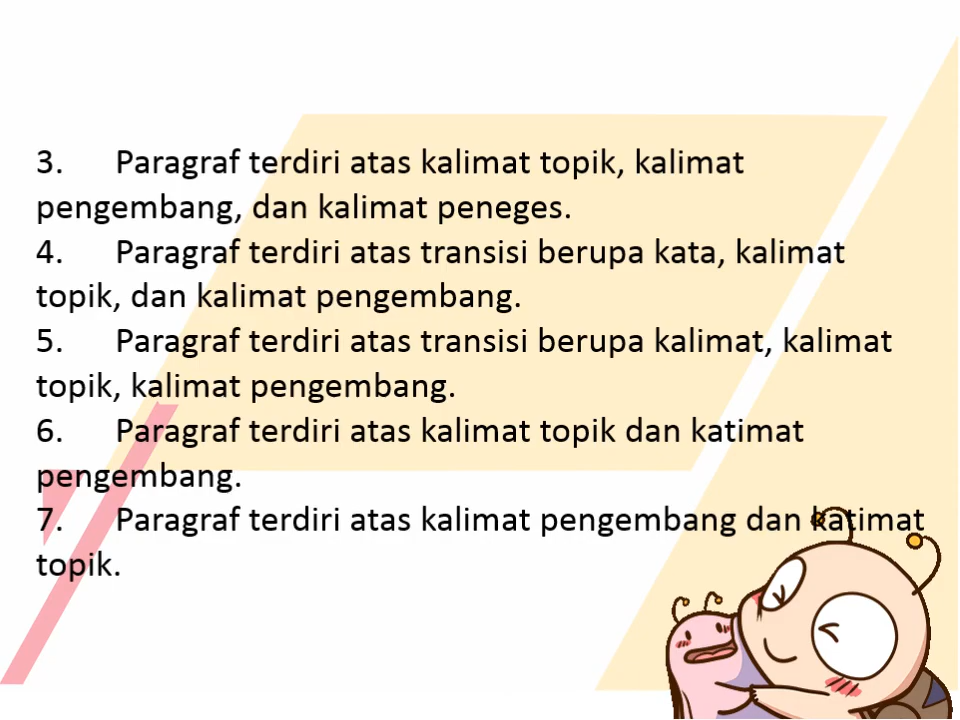 3. Paragraf terdiri atas kalimat topik, kalimat
pengembang, dan kalimat peneges.
4. Paragraf terdiri atas transisi berupa kata, kalimat
topik, dan kalimat pengembang.
5. Paragraf terdiri atas transisi berupa kalimat, kalimat
topik, kalimat pengembang.
6. Paragraf terdiri atas kalimat topik dan katimat
pengembang.
7. Paragraf terdiri atas kalimat pengembang dan katimat
topik.